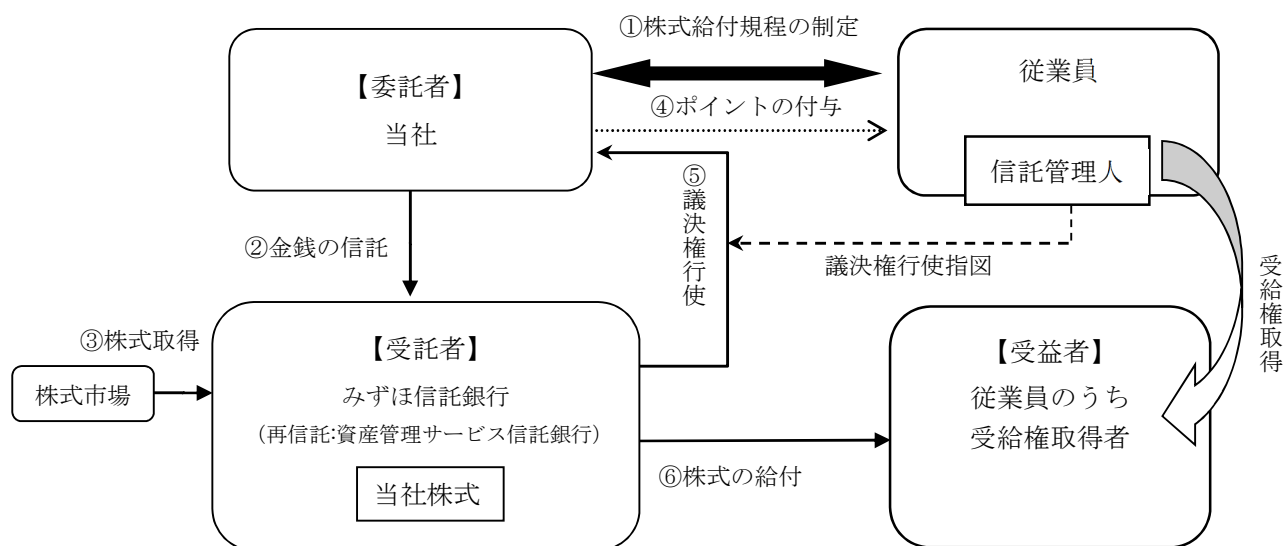 ①株式給付規程の制定
【委託者】
当社
従業員
④ポイントの付与
信託管理人
⑤議決権行使
②金銭の信託
議決権行使指図
受給権取得
③株式取得
株式市場
【受託者】
みずほ信託銀行
（再信託:資産管理サービス信託銀行）
当社株式
【受益者】
従業員のうち
受給権取得者
⑥株式の給付